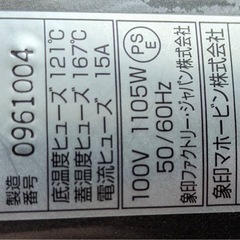 製造番号 0961004
底温度ヒューズ 121℃
蓋温度ヒューズ 167℃
電流ヒューズ 15A
100V 1105W PSE
50/60Hz
象印ファクトリー・ジャパン株式会社
象印マホービン株式会社